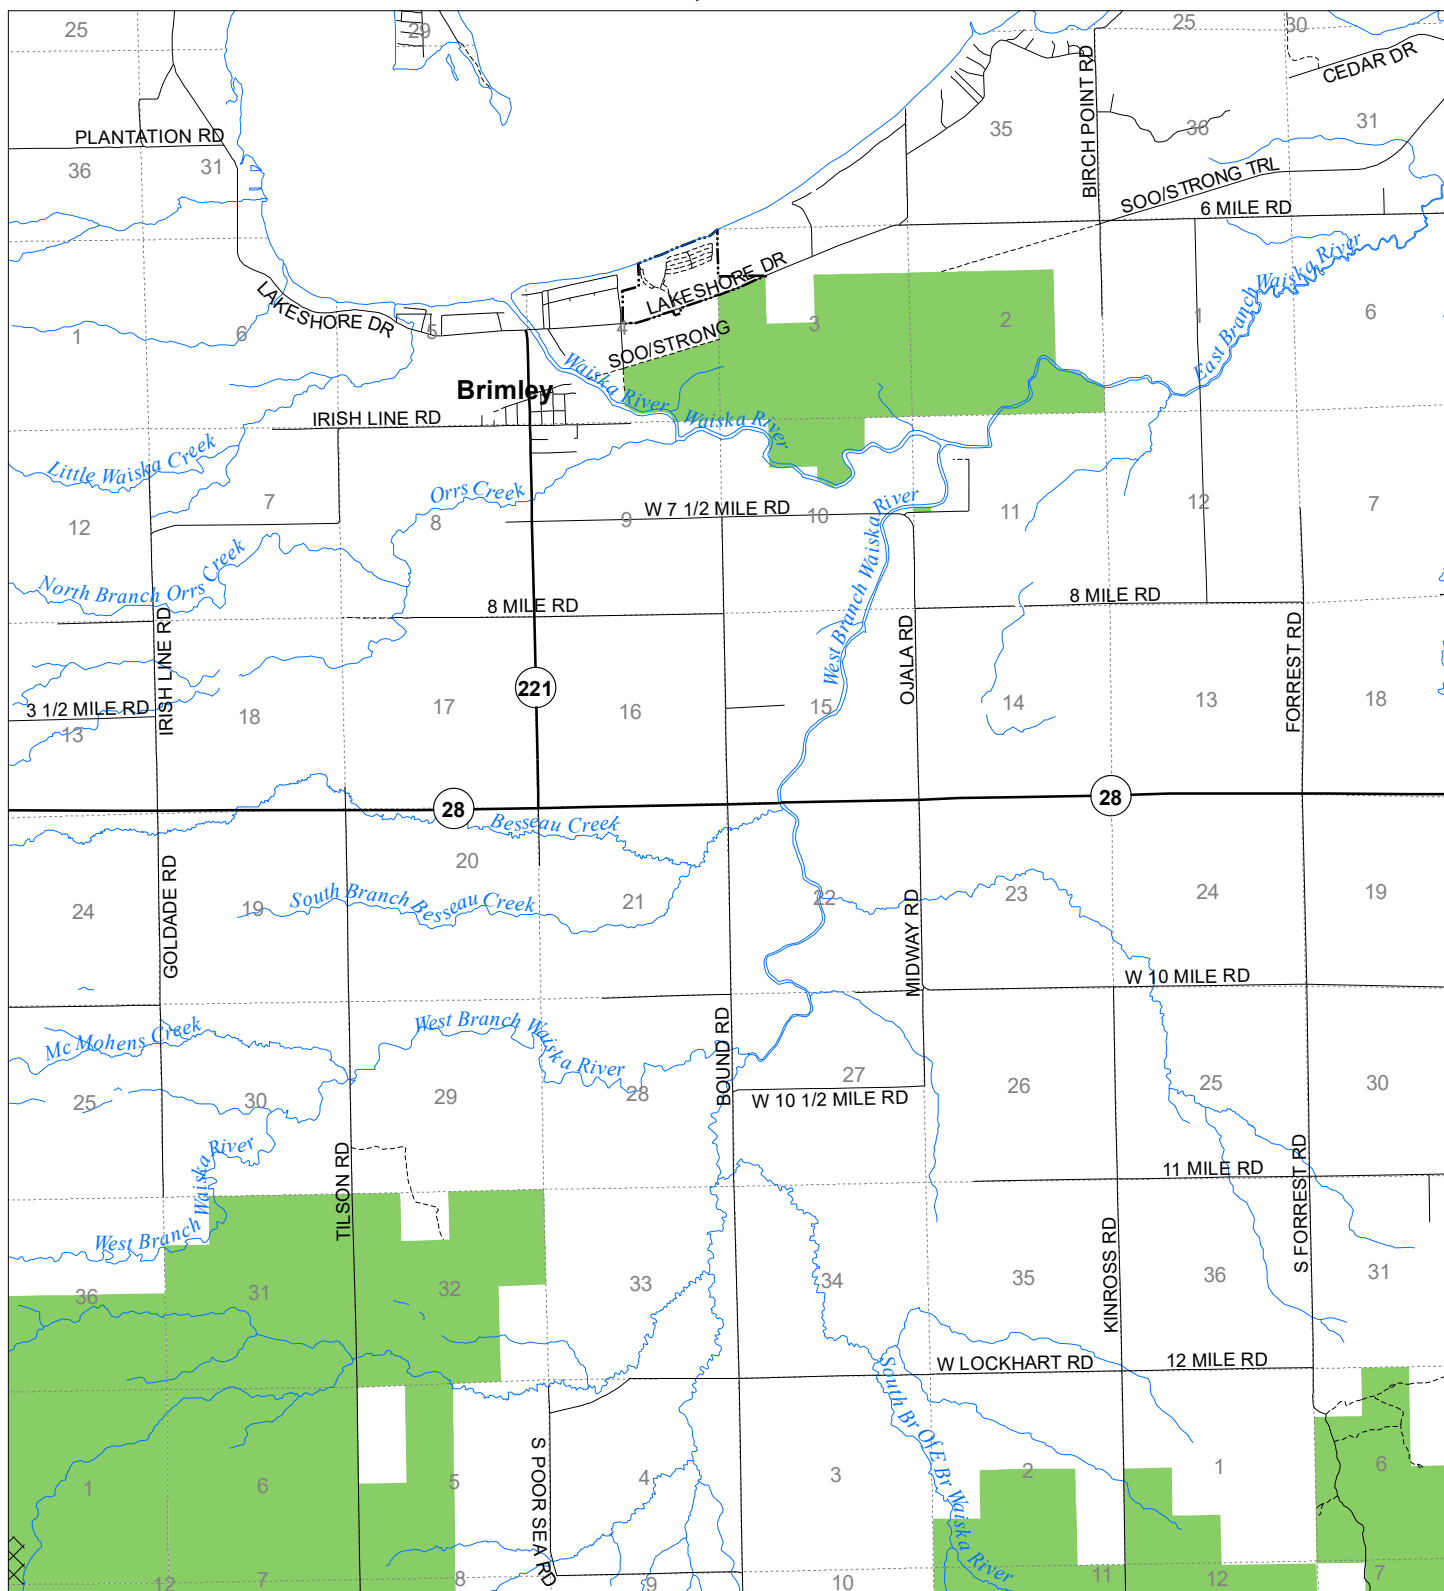 25
29
25
30
CEDAR DR
BIRCH POINT RD
PLANTATION RD
36
31
35
36
31
SOO/STRONG TRL
6 MILE RD
East Branch Waiska River
LAKESHORE DR
LAKESHORE DR
1
6
5
4
3
2
1
6
SOO/STRONG
Waiska River
Brimley
Waiska River
IRISH LINE RD
Little Waiska Creek
Orrs Creek
7
8
9
W 7 1/2 MILE RD
10
11
12
7
12
West Branch Waiska River
North Branch Orrs Creek
8 MILE RD
8 MILE RD
IRISH LINE RD
OJALA RD
FORREST RD
221
3 1/2 MILE RD
13
18
17
16
15
14
13
18
28
28
Besseau Creek
20
GOLDADE RD
South Branch Besseau Creek
24
19
21
22
23
24
19
MIDWAY RD
W 10 MILE RD
Mc Mohens Creek
West Branch Waiska River
BOUND RD
25
30
29
28
27
26
25
30
W 10 1/2 MILE RD
West Branch Waiska River
TILSON RD
11 MILE RD
S FORREST RD
KINROSS RD
36
31
32
33
34
35
36
31
W LOCKHART RD
12 MILE RD
South Br Of E Br Waiska River
S POOR SEA RD
1
6
5
4
3
2
1
6
12
7
8
9
10
11
12
7